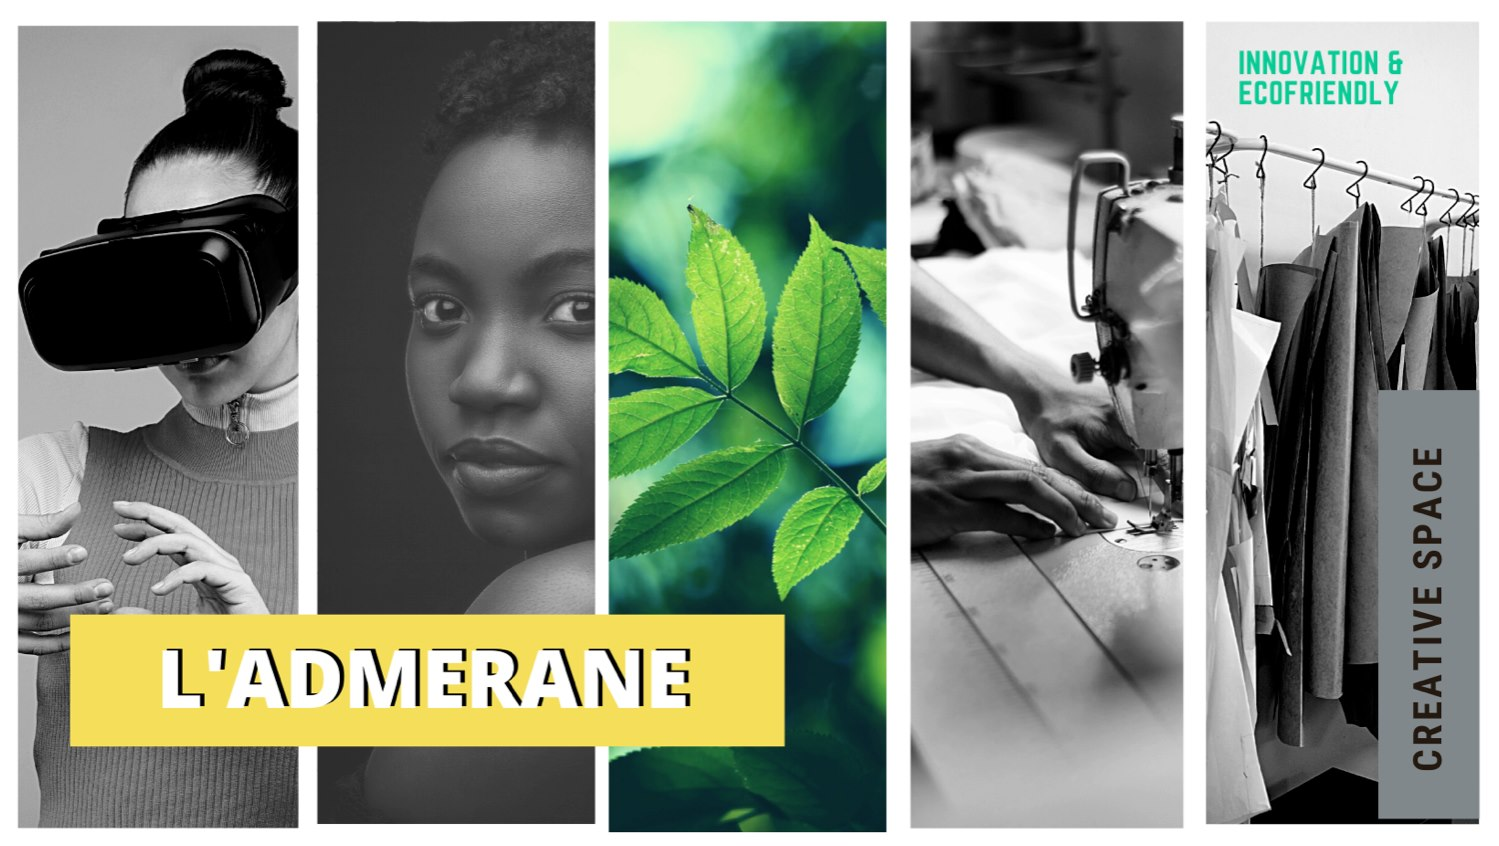 INNOVATION &
ECOFRIENDLY
L'ADMERANE
CREATIVE SPACE